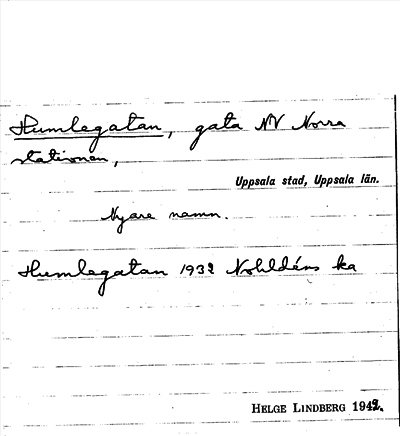 Humlegatan, gata NV Norra
stationen,
Uppsala stad, Uppsala län.
Nyare namn.
Humlegatan 1932 Nohldéns ka
HELGE LINDBERG 1942.